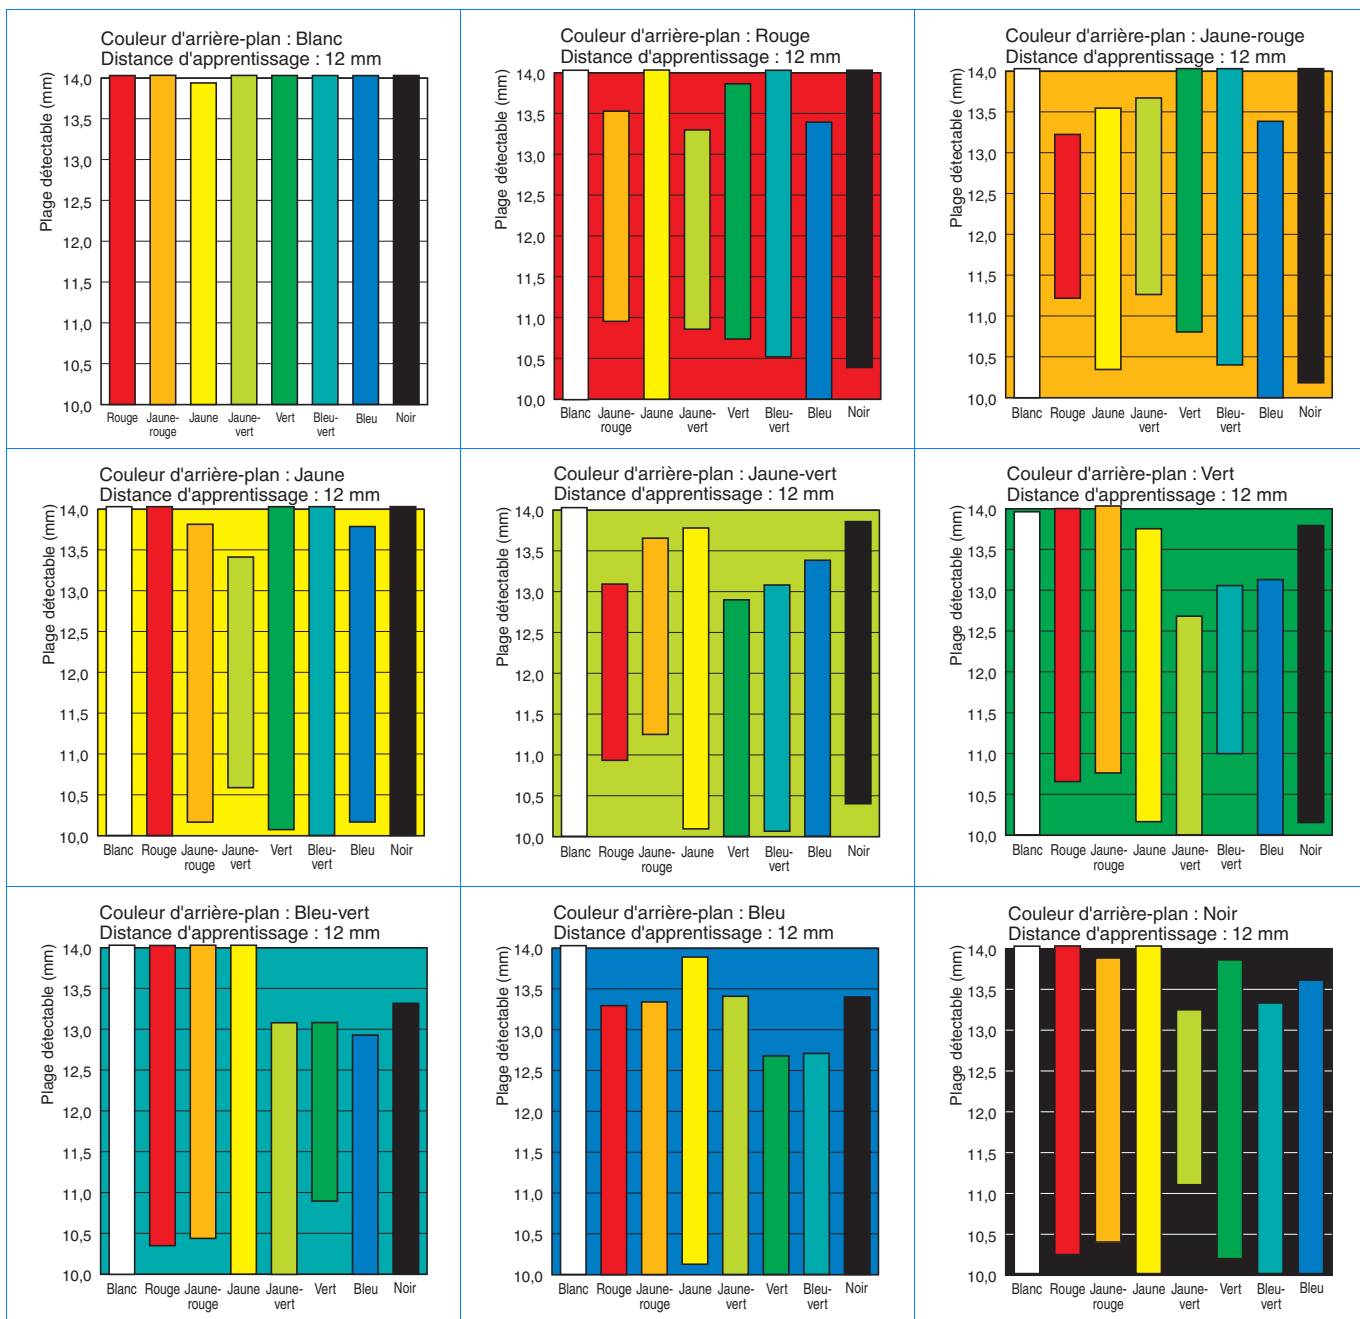 Couleur d'arrière-plan : Blanc
Distance d'apprentissage : 12 mm
Plage détectable (mm)
14,0
13,5
13,0
12,5
12,0
11,5
11,0
10,5
10,0
Rouge Jaune-rouge Jaune Jaune-vert Vert Bleu-vert Bleu Noir
Couleur d'arrière-plan : Rouge
Distance d'apprentissage : 12 mm
Plage détectable (mm)
14,0
13,5
13,0
12,5
12,0
11,5
11,0
10,5
10,0
Blanc Jaune-rouge Jaune Jaune-vert Vert Bleu-vert Bleu Noir
Couleur d'arrière-plan : Jaune-rouge
Distance d'apprentissage : 12 mm
Plage détectable (mm)
14,0
13,5
13,0
12,5
12,0
11,5
11,0
10,5
10,0
Blanc Rouge Jaune Jaune-vert Vert Bleu-vert Bleu Noir
Couleur d'arrière-plan : Jaune
Distance d'apprentissage : 12 mm
Plage détectable (mm)
14,0
13,5
13,0
12,5
12,0
11,5
11,0
10,5
10,0
Blanc Rouge Jaune-rouge Jaune-vert Vert Bleu-vert Bleu Noir
Couleur d'arrière-plan : Jaune-vert
Distance d'apprentissage : 12 mm
Plage détectable (mm)
14,0
13,5
13,0
12,5
12,0
11,5
11,0
10,5
10,0
Blanc Rouge Jaune-rouge Jaune Vert Bleu-vert Bleu Noir
Couleur d'arrière-plan : Vert
Distance d'apprentissage : 12 mm
Plage détectable (mm)
14,0
13,5
13,0
12,5
12,0
11,5
11,0
10,5
10,0
Blanc Rouge Jaune-rouge Jaune Jaune-vert Bleu-vert Bleu Noir
Couleur d'arrière-plan : Bleu-vert
Distance d'apprentissage : 12 mm
Plage détectable (mm)
14,0
13,5
13,0
12,5
12,0
11,5
11,0
10,5
10,0
Blanc Rouge Jaune-rouge Jaune Jaune-vert Vert Bleu Noir
Couleur d'arrière-plan : Bleu
Distance d'apprentissage : 12 mm
Plage détectable (mm)
14,0
13,5
13,0
12,5
12,0
11,5
11,0
10,5
10,0
Blanc Rouge Jaune-rouge Jaune Jaune-vert Vert Bleu-vert Noir
Couleur d'arrière-plan : Noir
Distance d'apprentissage : 12 mm
Plage détectable (mm)
14,0
13,5
13,0
12,5
12,0
11,5
11,0
10,5
10,0
Blanc Rouge Jaune-rouge Jaune Jaune-vert Vert Bleu-vert Bleu